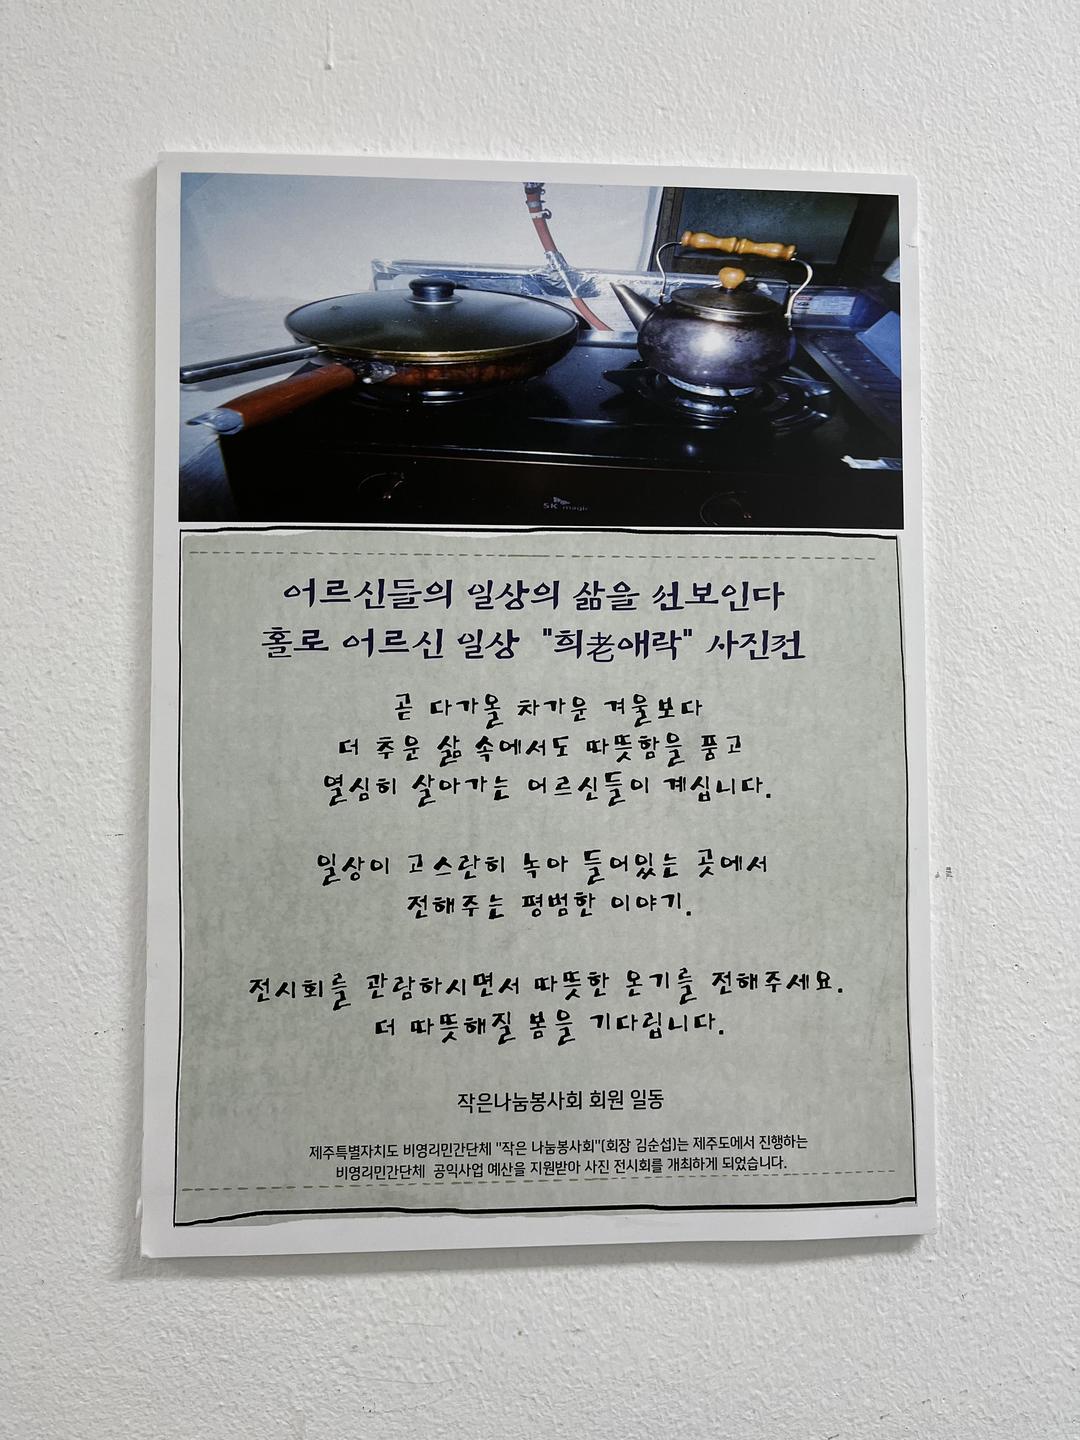 SK magic
어르신들의 일상의 삶을 선보인다
홀로 어르신 일상 "희老애락" 사진전
곧 다가올 차가운 겨울보다
더 추운 삶 속에서도 따뜻함을 품고
열심히 살아가는 어르신들이 계십니다.
일상이 고스란히 녹아 들어있는 곳에서
전해주는 평범한 이야기.
전시회를 관람하시면서 따뜻한 온기를 전해주세요.
더 따뜻해질 봄을 기다립니다.
작은나눔봉사회 회원 일동
제주특별자치도 비영리민간단체 "작은 나눔봉사회"(회장 김순섭)는 제주도에서 진행하는
비영리민간단체 공익사업 예산을 지원받아 사진 전시회를 개최하게 되었습니다.